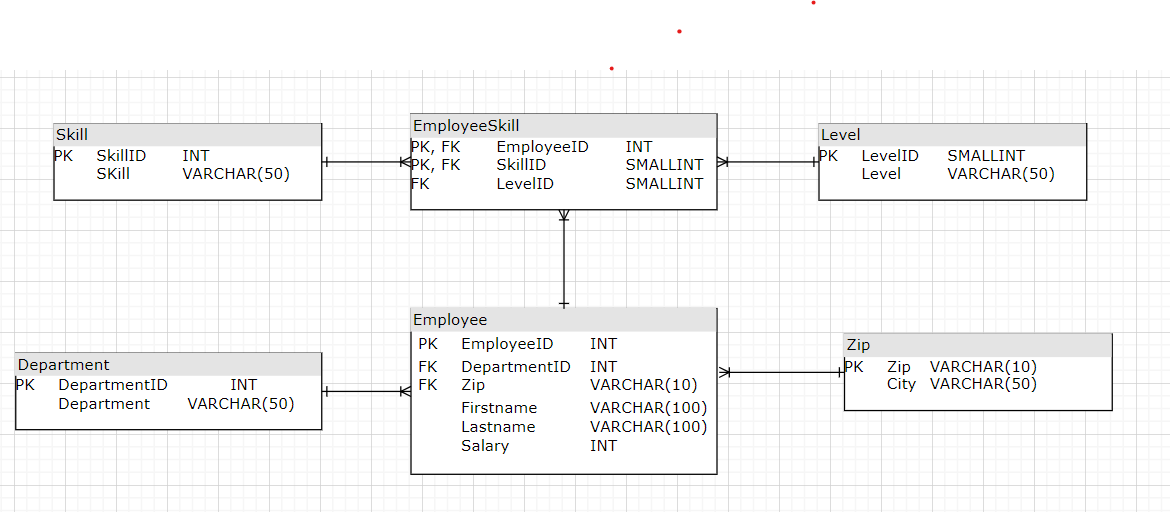 Skill
PK SkillID INT
SKill VARCHAR(50)
EmployeeSkill
PK, FK EmployeeID INT
PK, FK SkillID SMALLINT
FK LevelID SMALLINT
Level
PK LevelID SMALLINT
Level VARCHAR(50)
Department
PK DepartmentID INT
Department VARCHAR(50)
Employee
PK EmployeeID INT
FK DepartmentID INT
FK Zip VARCHAR(10)
Firstname VARCHAR(100)
Lastname VARCHAR(100)
Salary INT
Zip
PK Zip VARCHAR(10)
City VARCHAR(50)